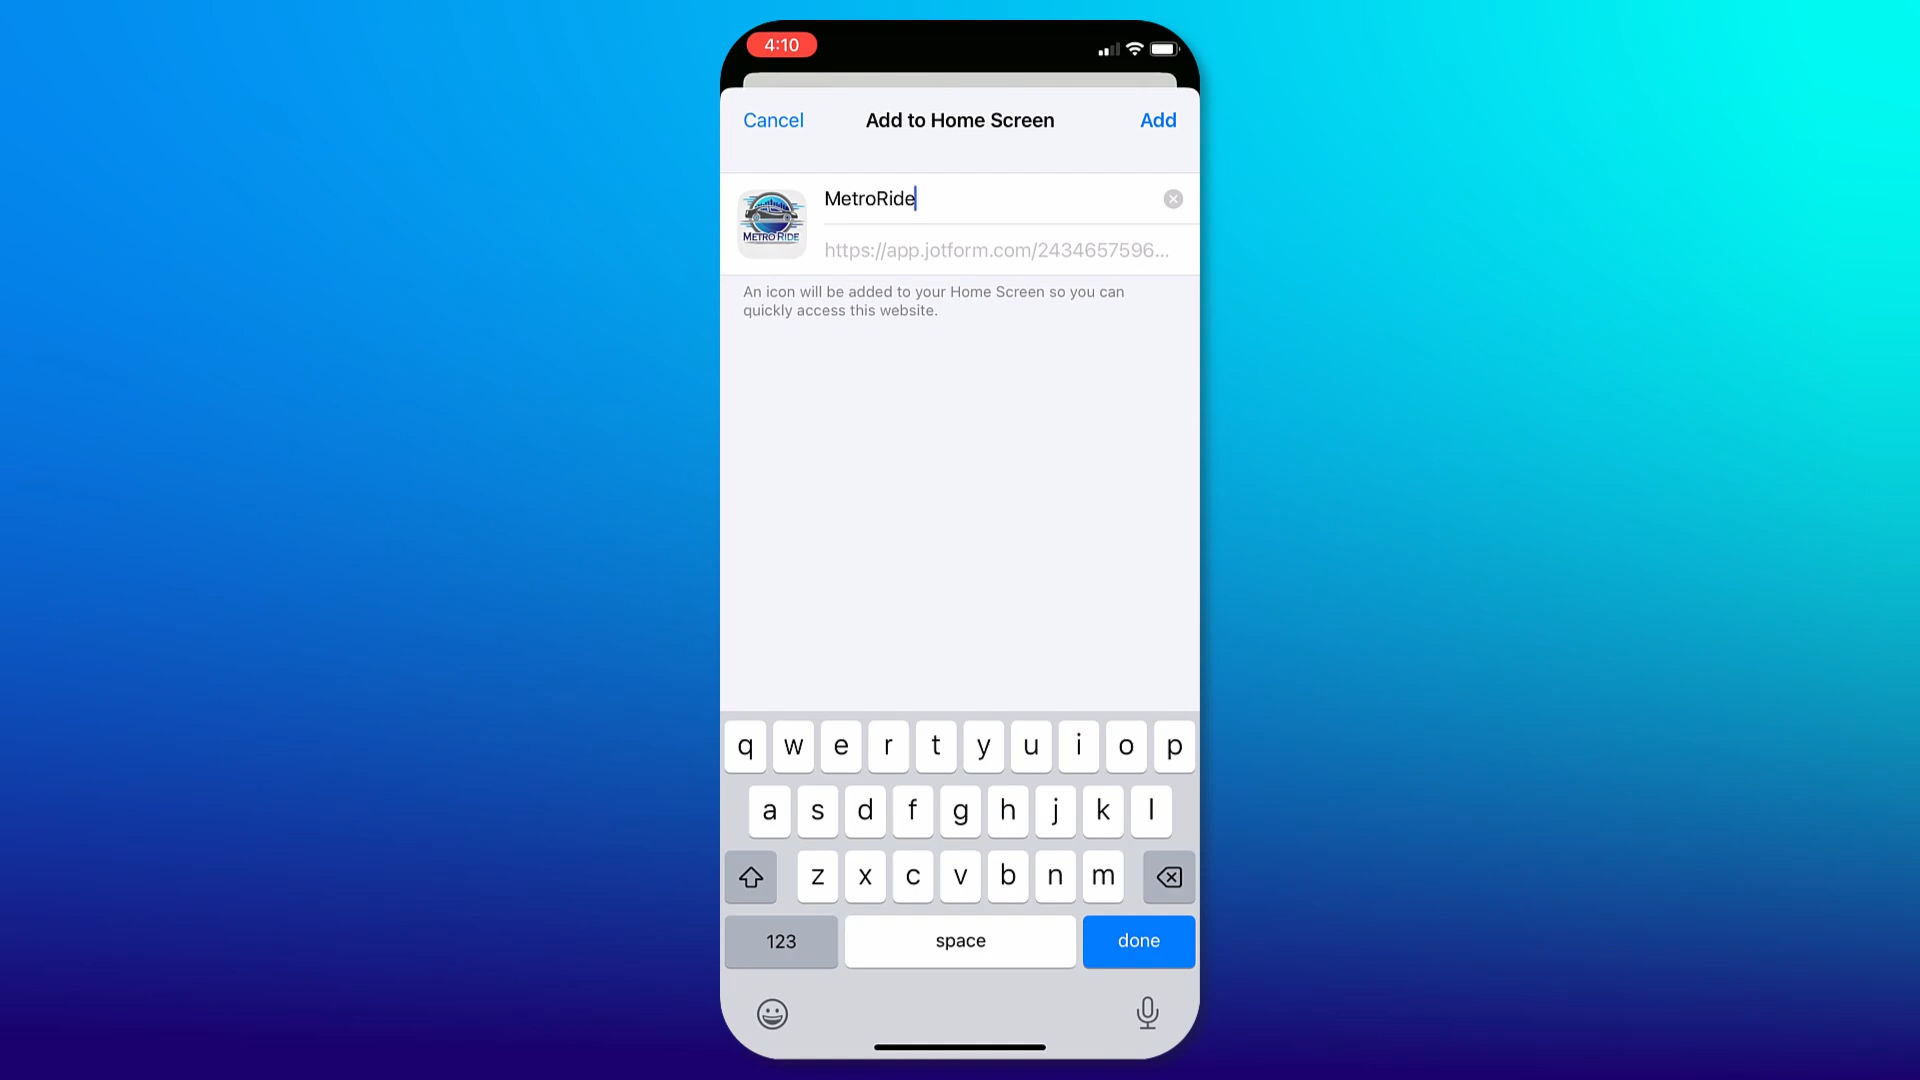 4:10
Cancel
Add to Home Screen
Add
MetroRide
METRO RIDE
https://app.jotform.com/2434657596...
An icon will be added to your Home Screen so you can
quickly access this website.
q w e r t y u i o p
a s d f g h j k l
z x c v b n m
123
space
done